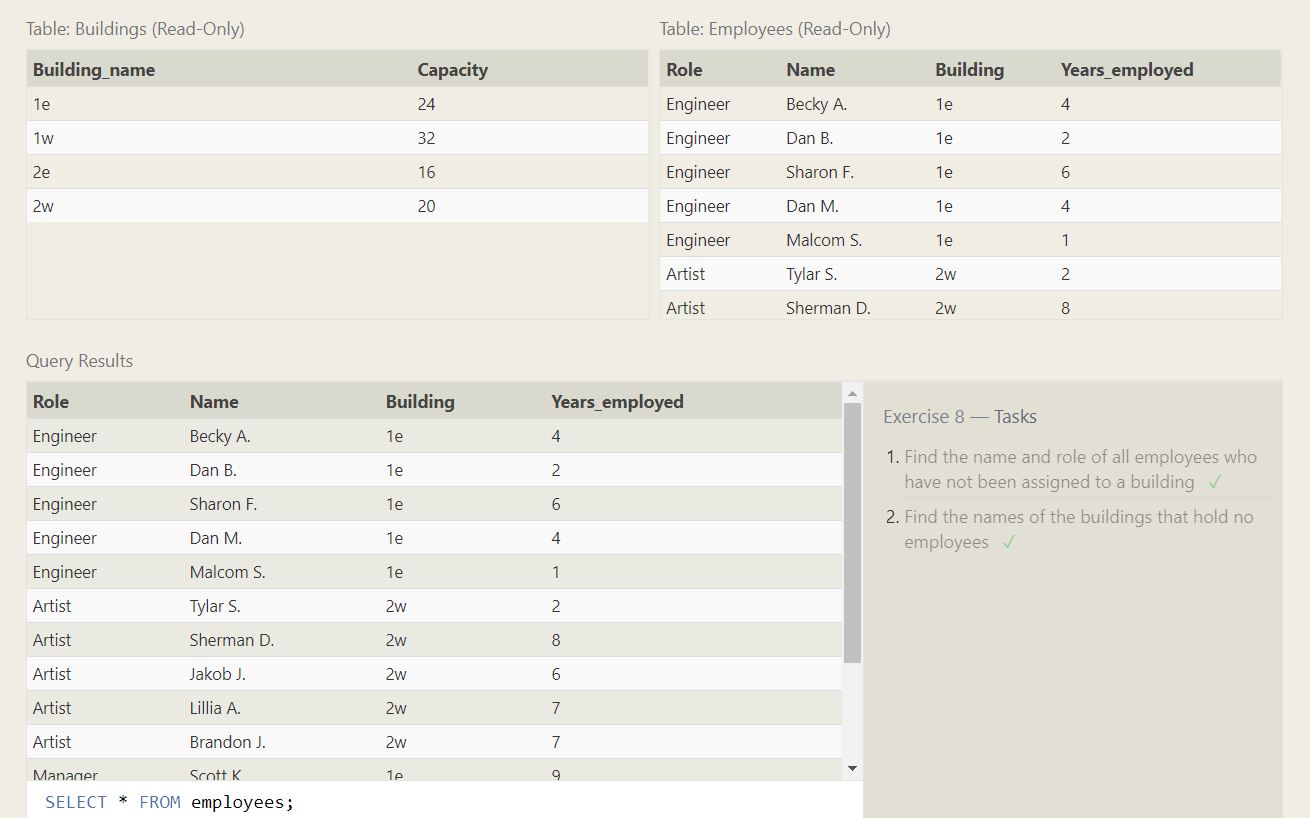 Table: Buildings (Read-Only)
Building_name Capacity
1e 24
1w 32
2e 16
2w 20
Table: Employees (Read-Only)
Role Name Building Years_employed
Engineer Becky A. 1e 4
Engineer Dan B. 1e 2
Engineer Sharon F. 1e 6
Engineer Dan M. 1e 4
Engineer Malcom S. 1e 1
Artist Tylar S. 2w 2
Artist Sherman D. 2w 8
Query Results
Role Name Building Years_employed
Engineer Becky A. 1e 4
Engineer Dan B. 1e 2
Engineer Sharon F. 1e 6
Engineer Dan M. 1e 4
Engineer Malcom S. 1e 1
Artist Tylar S. 2w 2
Artist Sherman D. 2w 8
Artist Jakob J. 2w 6
Artist Lillia A. 2w 7
Artist Brandon J. 2w 7
Manager Scott K. 1e 9
SELECT * FROM employees;
Exercise 8 — Tasks
1. Find the name and role of all employees who
have not been assigned to a building ✓
2. Find the names of the buildings that hold no
employees ✓